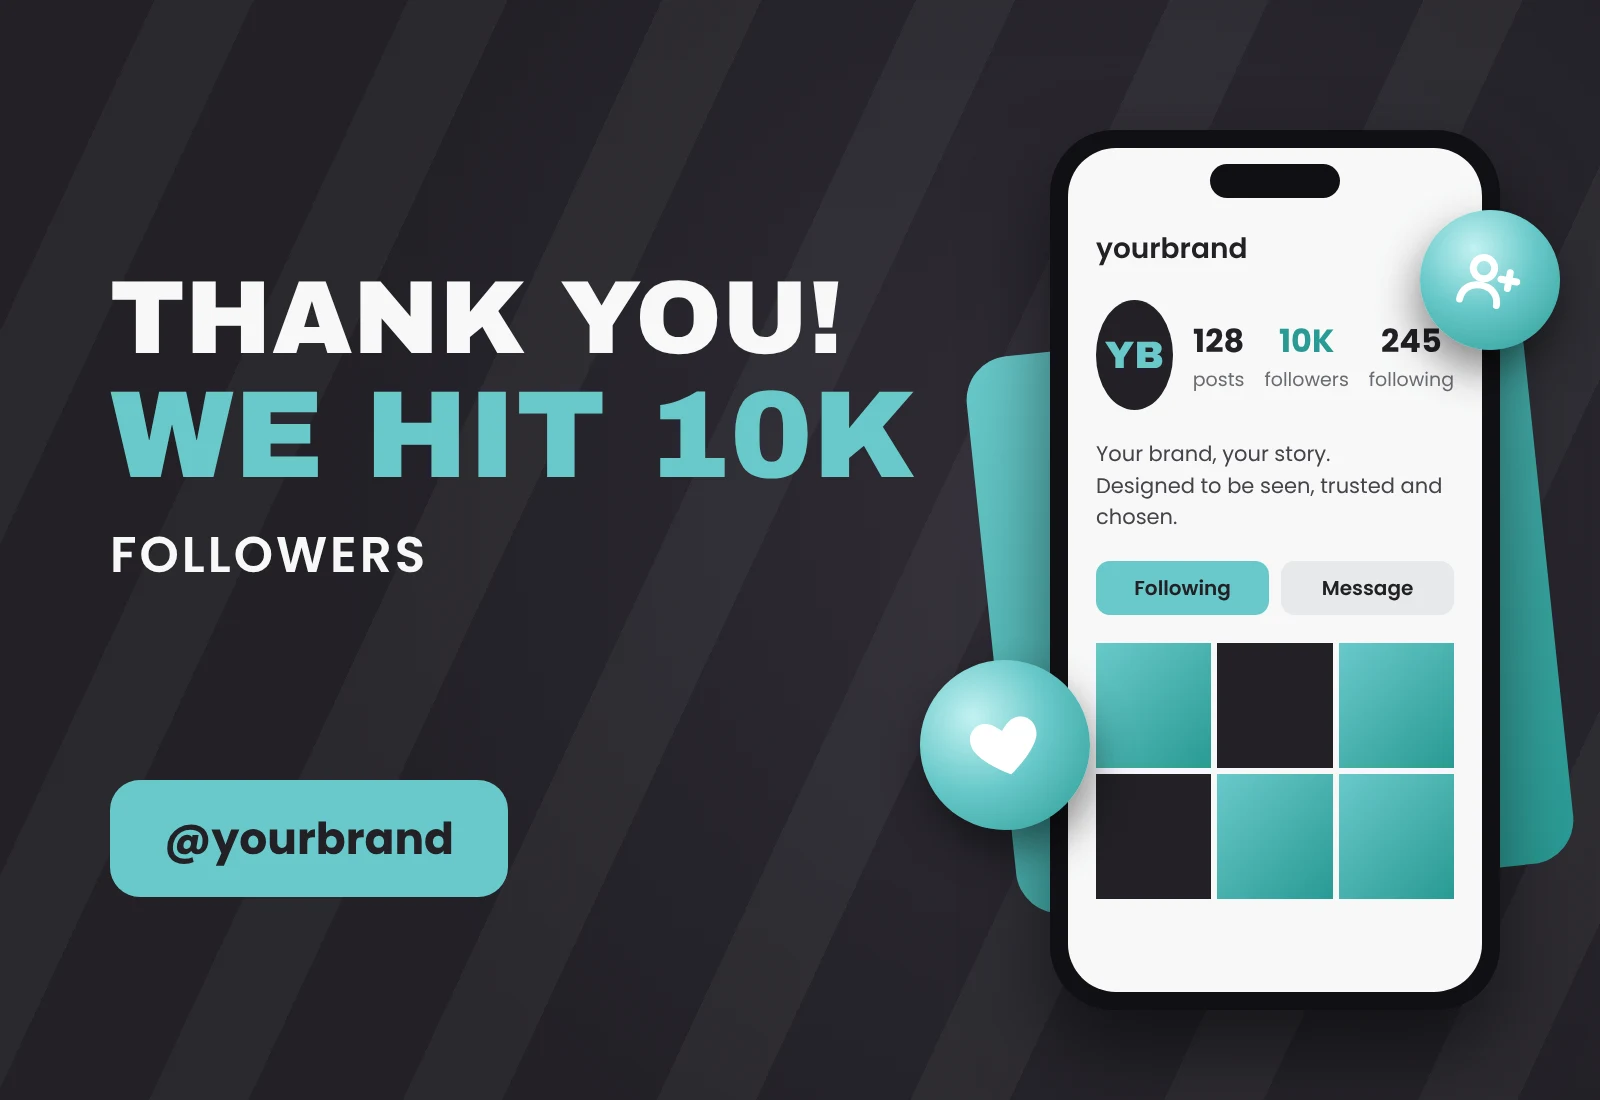 THANK YOU!
WE HIT 10K
FOLLOWERS
@yourbrand
yourbrand
YB
128 10K 245
posts followers following
Your brand, your story.
Designed to be seen, trusted and
chosen.
Following Message